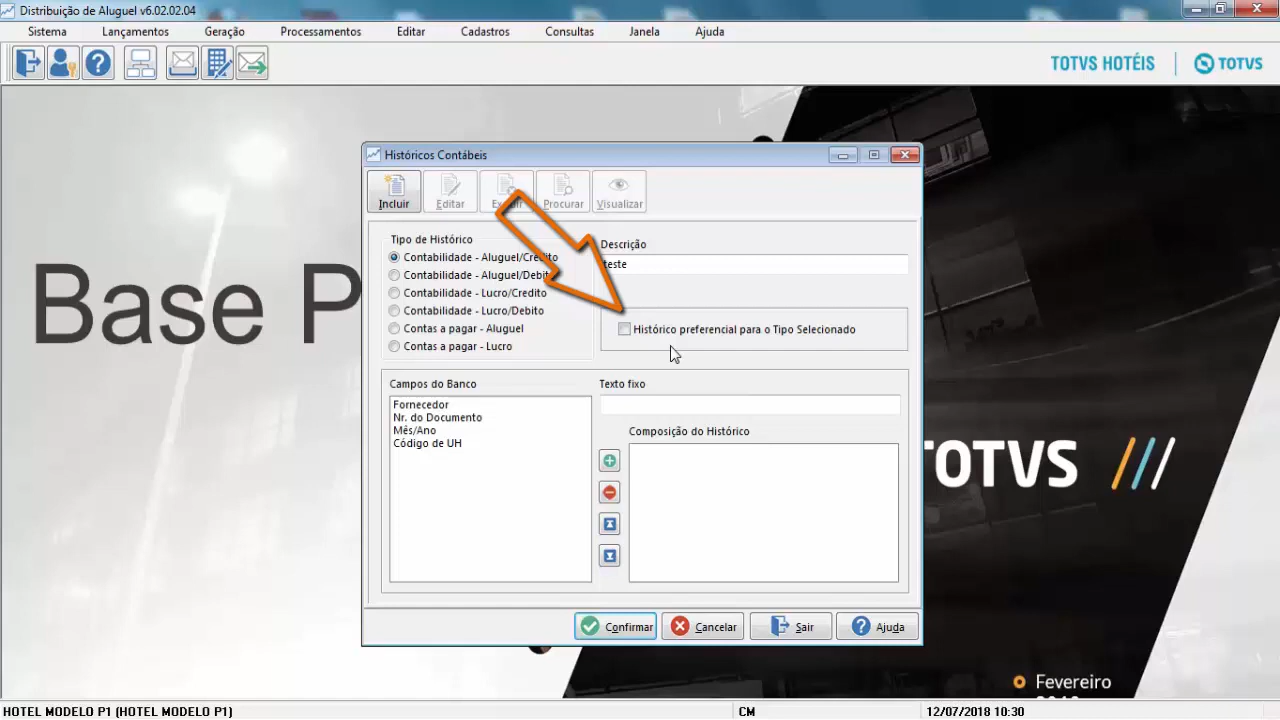 Distribuição de Aluguel v6.02.02.04
Sistema Lançamentos Geração Processamentos Editar Cadastros Consultas Janela Ajuda
TOTVS HOTÉIS TOTVS
Base P
Históricos Contábeis
Incluir Editar Procurar Visualizar
Tipo de Histórico
Contabilidade - Aluguel/Credito
Contabilidade - Aluguel/Debito
Contabilidade - Lucro/Credito
Contabilidade - Lucro/Debito
Contas a pagar - Aluguel
Contas a pagar - Lucro
Descrição
teste
Histórico preferencial para o Tipo Selecionado
Campos do Banco
Fornecedor
Nr. do Documento
Mês/Ano
Código de UH
Texto fixo
Composição do Histórico
Confirmar Cancelar Sair Ajuda
TOTVS
Fevereiro
HOTEL MODELO P1 (HOTEL MODELO P1) CM 12/07/2018 10:30